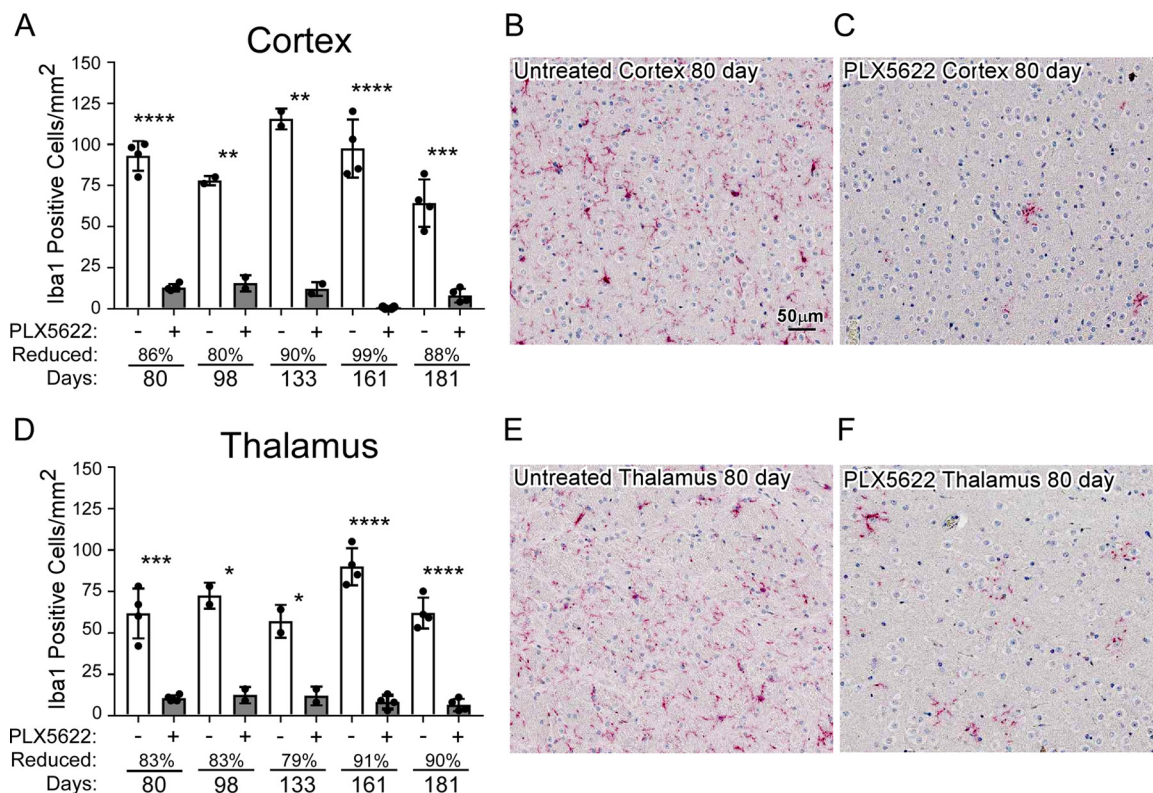 A
Cortex
Iba1 Positive Cells/mm2
150
125
100
75
50
25
0
****
**
**
****
***
PLX5622: - + - + - + - + - +
Reduced: 86% 80% 90% 99% 88%
Days: 80 98 133 161 181
B
Untreated Cortex 80 day
50μm
C
PLX5622 Cortex 80 day
D
Thalamus
Iba1 Positive Cells/mm2
150
100
75
50
25
0
***
*
*
****
****
PLX5622: - + - + - + - + - +
Reduced: 83% 83% 79% 91% 90%
Days: 80 98 133 161 181
E
Untreated Thalamus 80 day
F
PLX5622 Thalamus 80 day